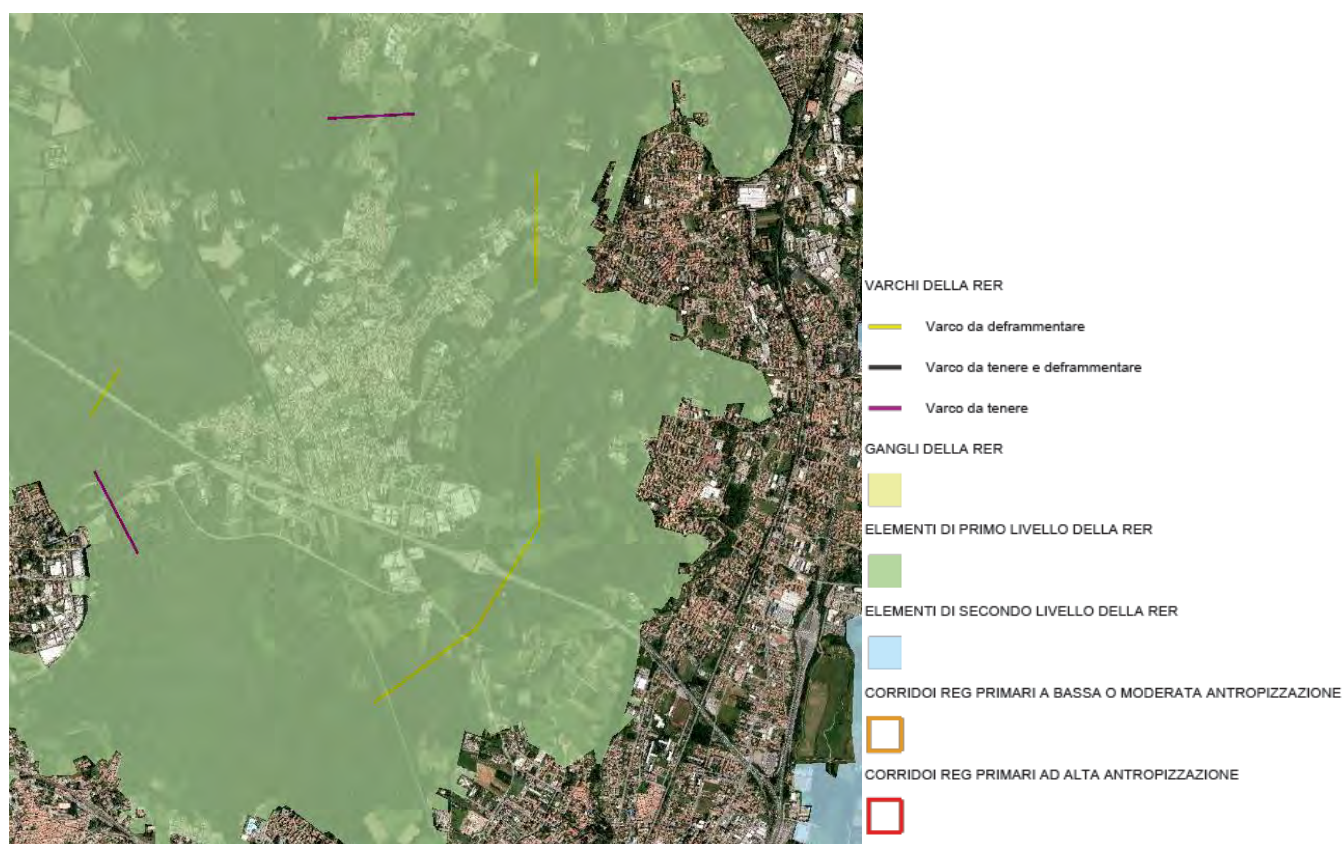 VARCHI DELLA RER
Varco da deframmentare
Varco da tenere e deframmentare
Varco da tenere
GANGLI DELLA RER
ELEMENTI DI PRIMO LIVELLO DELLA RER
ELEMENTI DI SECONDO LIVELLO DELLA RER
CORRIDOI REG PRIMARI A BASSA O MODERATA ANTROPIZZAZIONE
CORRIDOI REG PRIMARI AD ALTA ANTROPIZZAZIONE